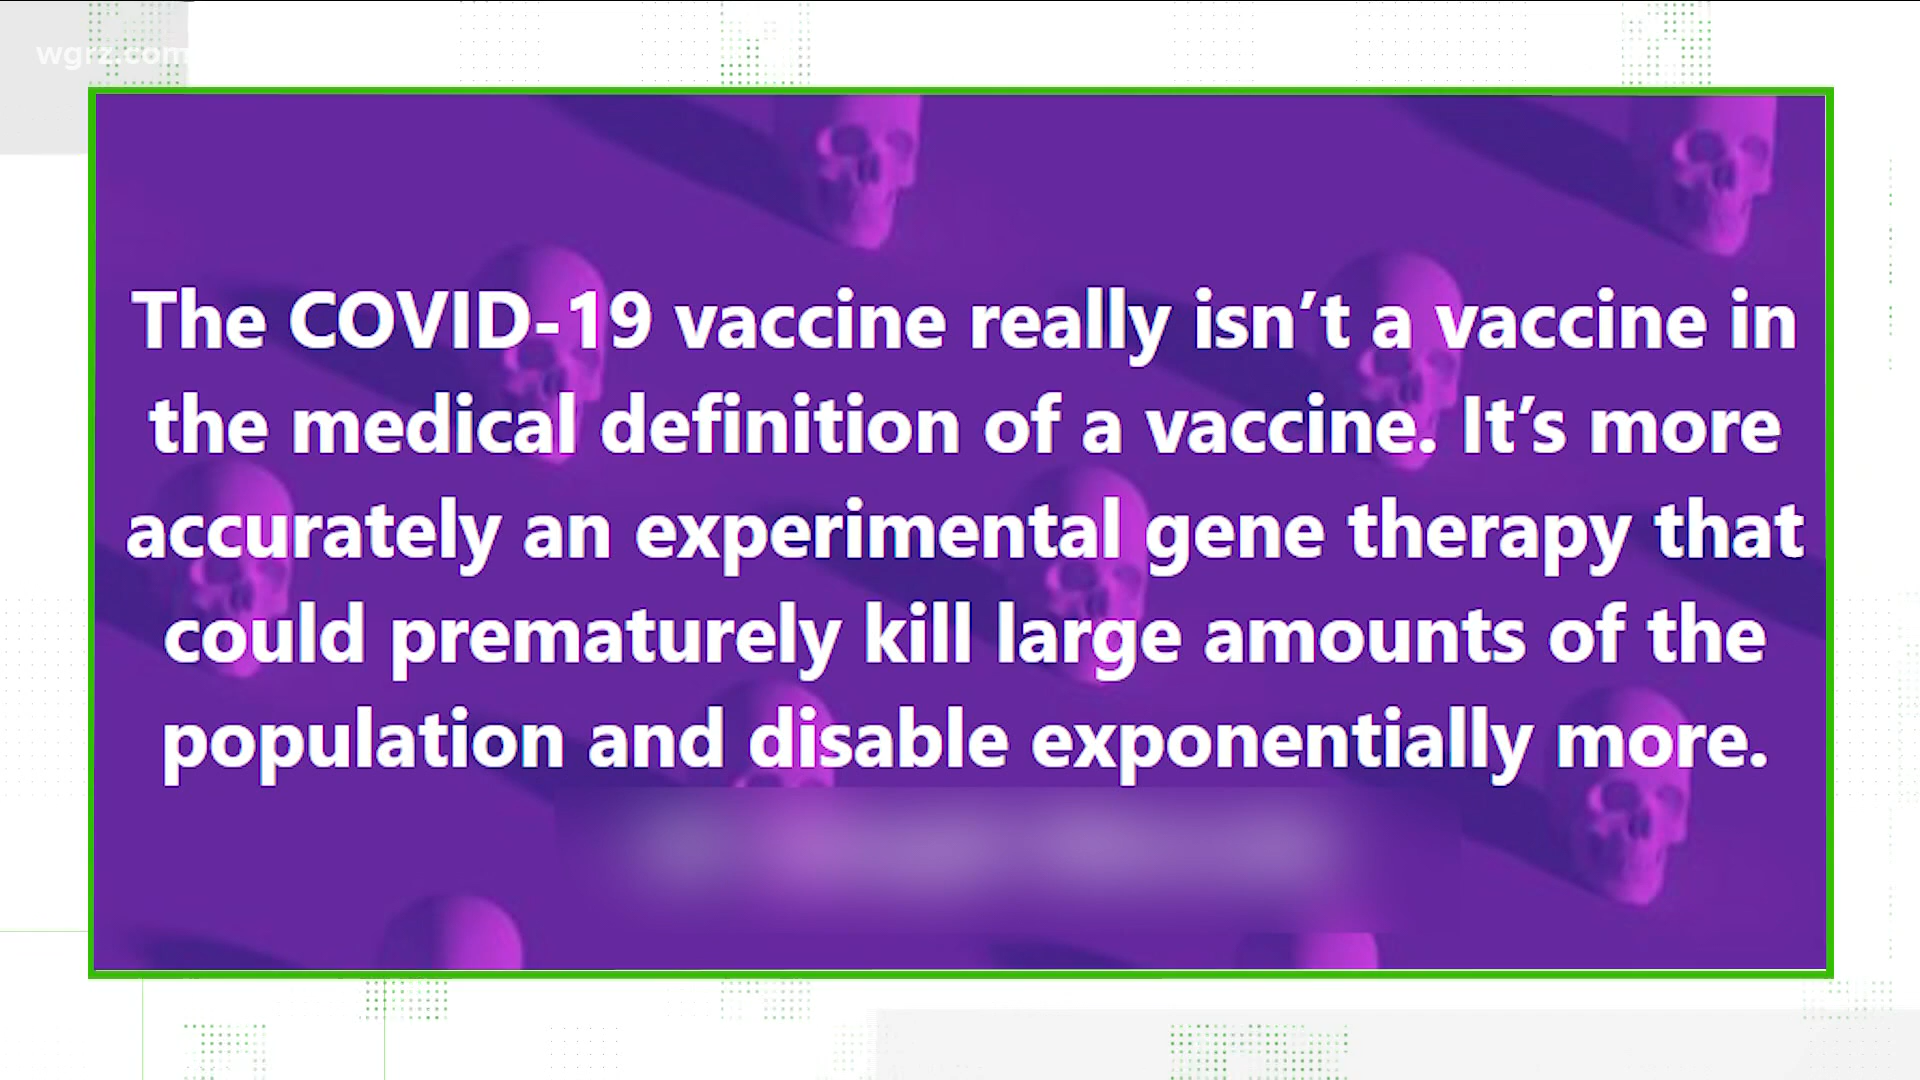 wgrz.com
The COVID-19 vaccine really isn’t a vaccine in
the medical definition of a vaccine. It’s more
accurately an experimental gene therapy that
could prematurely kill large amounts of the
population and disable exponentially more.